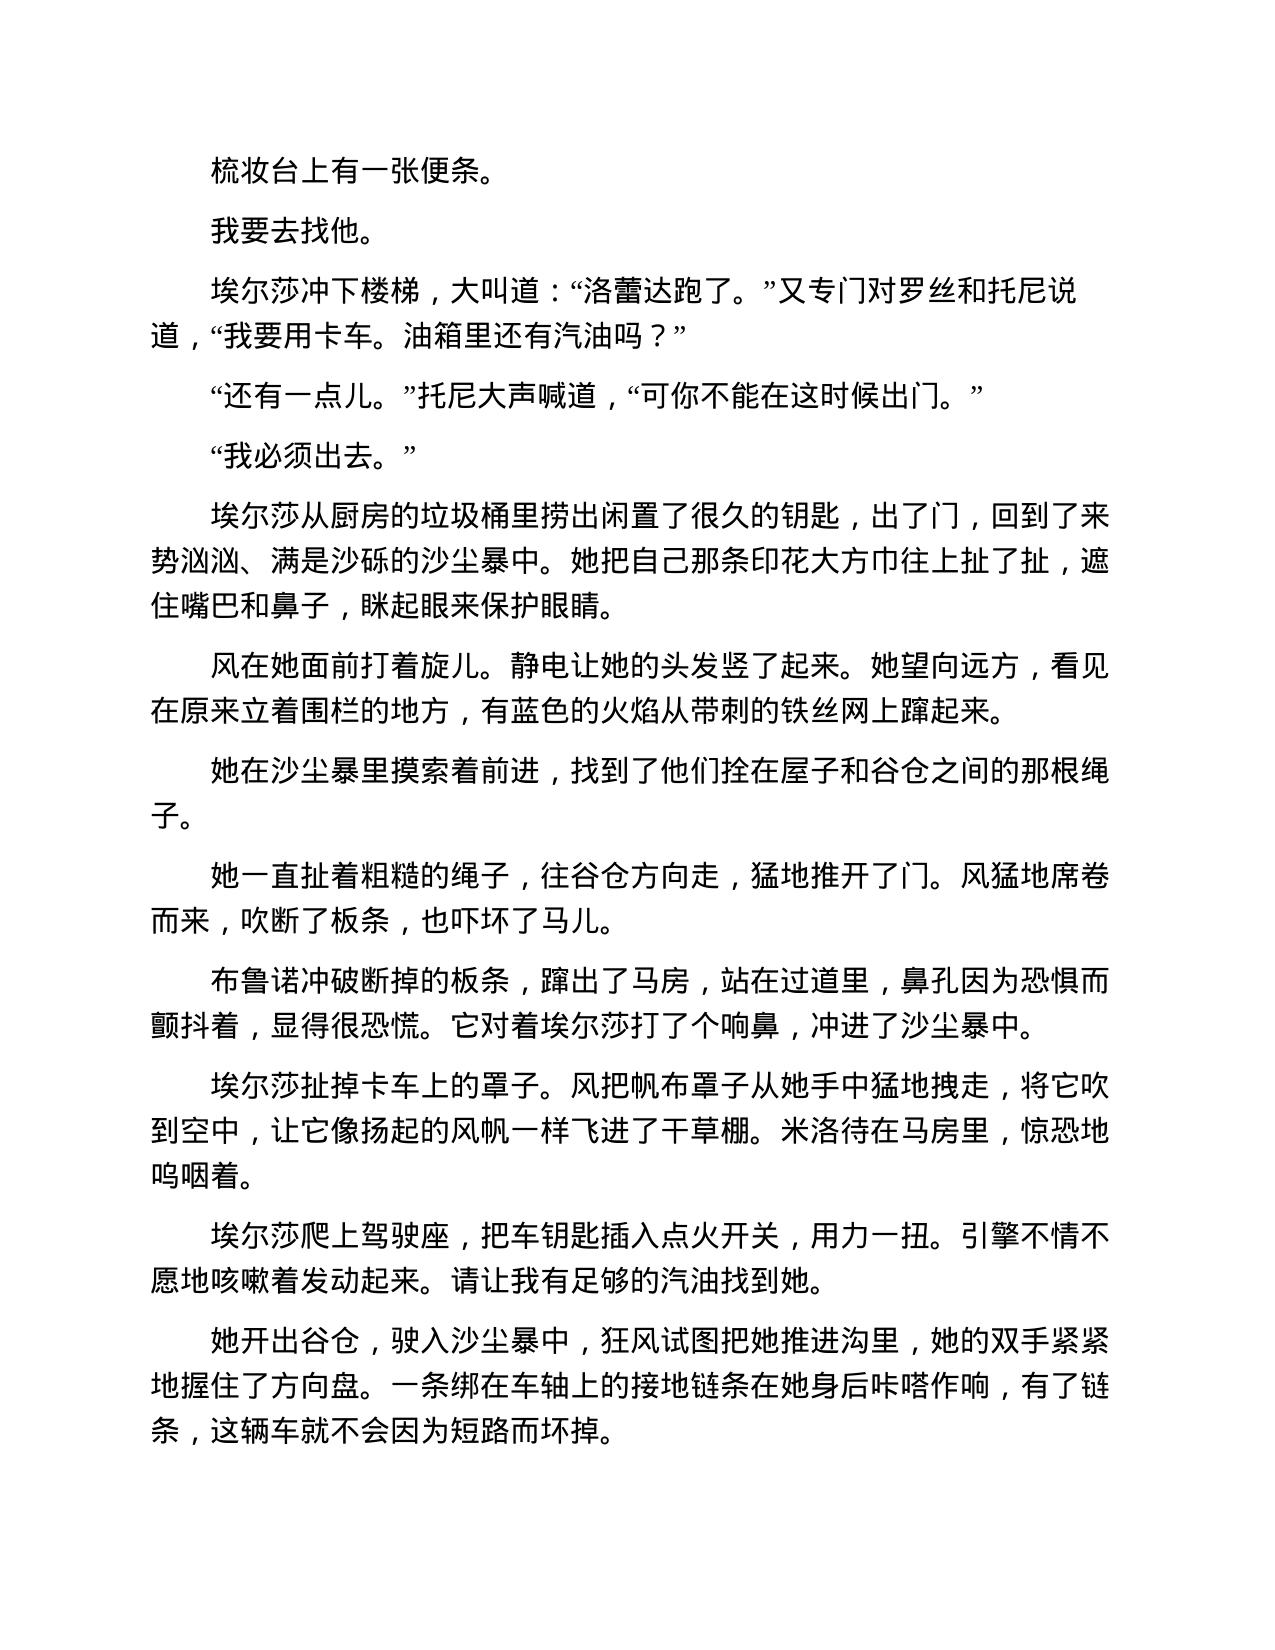 梳妆台上有一张便条。
我要去找他。
埃尔莎冲下楼梯，大叫道：“洛蕾达跑了。”又专门对罗丝和托尼说
道，“我要用卡车。油箱里还有汽油吗？”
“还有一点儿。”托尼大声喊道，“可你不能在这时候出门。”
“我必须出去。”
埃尔莎从厨房的垃圾桶里捞出闲置了很久的钥匙，出了门，回到了来
势汹汹、满是沙砾的沙尘暴中。她把自己那条印花大方巾往上扯了扯，遮
住嘴巴和鼻子，眯起眼来保护眼睛。
风在她面前打着旋儿。静电让她的头发竖了起来。她望向远方，看见
在原来立着围栏的地方，有蓝色的火焰从带刺的铁丝网上蹿起来。
她在沙尘暴里摸索着前进，找到了他们拴在屋子和谷仓之间的那根绳
子。
她一直扯着粗糙的绳子，往谷仓方向走，猛地推开了门。风猛地席卷
而来，吹断了板条，也吓坏了马儿。
布鲁诺冲破断掉的板条，蹿出了马房，站在过道里，鼻孔因为恐惧而
颤抖着，显得很恐慌。它对着埃尔莎打了个响鼻，冲进了沙尘暴中。
埃尔莎扯掉卡车上的罩子。风把帆布罩子从她手中猛地拽走，将它吹
到空中，让它像扬起的风帆一样飞进了干草棚。米洛待在马房里，惊恐地
呜咽着。
埃尔莎爬上驾驶座，把车钥匙插入点火开关，用力一扭。引擎不情不
愿地咳嗽着发动起来。请让我有足够的汽油找到她。
她开出谷仓，驶入沙尘暴中，狂风试图把她推进沟里，她的双手紧紧
地握住了方向盘。一条绑在车轴上的接地链条在她身后咔嗒作响，有了链
条，这辆车就不会因为短路而坏掉。